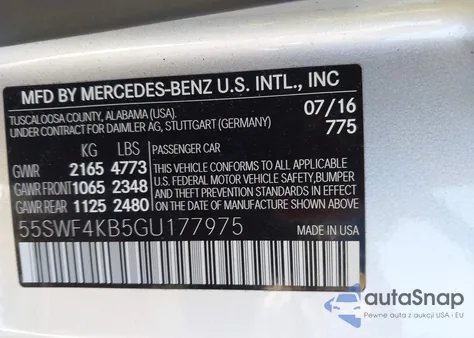 MFD BY MERCEDES-BENZ U.S. INTL., INC
TUSCALOOSA COUNTY, ALABAMA (USA). 07/16
UNDER CONTRACT FOR DAIMLER AG, STUTTGART (GERMANY) 775
KG LBS PASSENGER CAR
GVWR 2165 4773 THIS VEHICLE CONFORMS TO ALL APPLICABLE
GAWR FRONT 1065 2348 U.S. FEDERAL MOTOR VEHICLE SAFETY,BUMPER
GAWR REAR 1125 2480 AND THEFT PREVENTION STANDARDS IN EFFECT ON
THE DATE OF MANUFACTURE SHOWN ABOVE
55SWF4KB5GU177975 MADE IN USA
autaSnap
Pewne auta z aukcji USA i EU